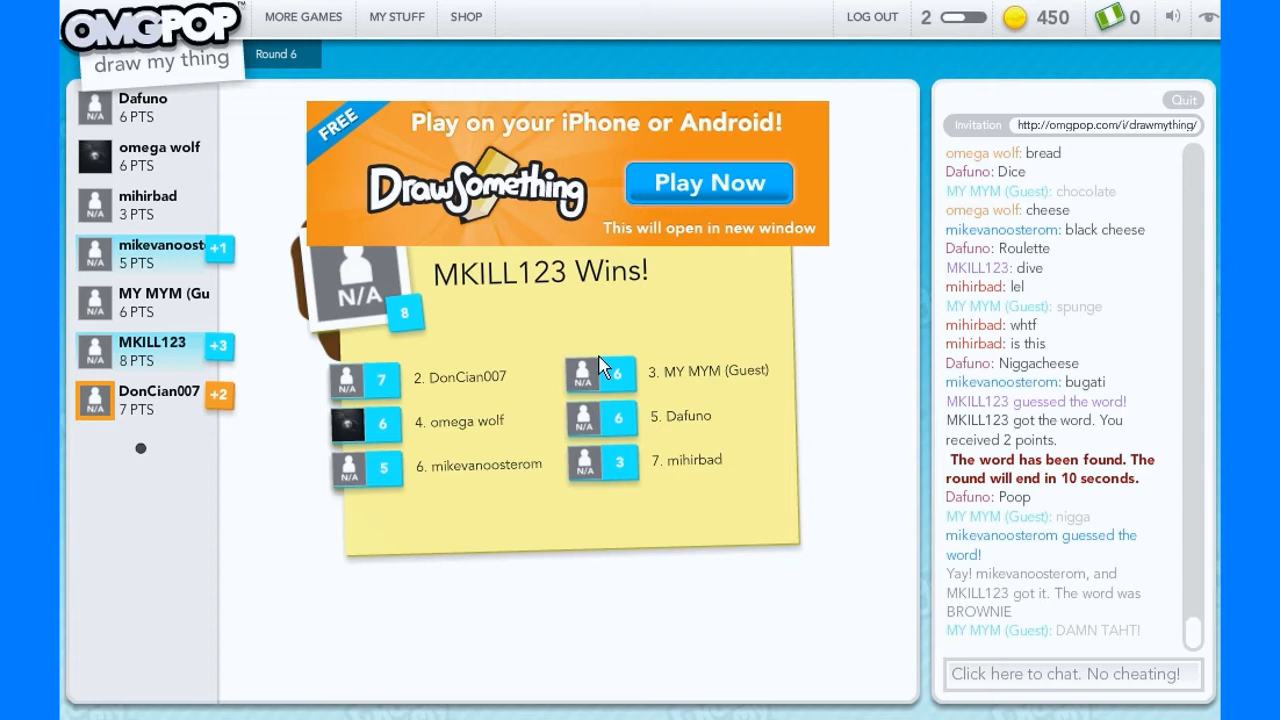 OMGPOP™
draw my thing
MORE GAMES
MY STUFF
SHOP
LOG OUT
2
450
0
Round 6
Dafuno
6 PTS
omega wolf
6 PTS
N/A
mihirbad
3 PTS
N/A
mikevanooste
5 PTS
+1
N/A
MY MYM (Gu
6 PTS
N/A
MKILL123
8 PTS
+3
N/A
DonCian007
7 PTS
+2
N/A
FREE
Play on your iPhone or Android!
DrawSomething
Play Now
This will open in new window
N/A
8
MKILL123 Wins!
N/A
7
2. DonCian007
N/A
6
3. MY MYM (Guest)
6
4. omega wolf
N/A
6
5. Dafuno
N/A
5
6. mikevanoosterom
N/A
3
7. mihirbad
Quit
Invitation
http://omgpop.com/i/drawmything/
omega wolf: bread
Dafuno: Dice
MY MYM (Guest): chocolate
omega wolf: cheese
mikevanoosterom: black cheese
Dafuno: Roulette
MKILL123: dive
mihirbad: lel
MY MYM (Guest): spunge
mihirbad: whtf
mihirbad: is this
Dafuno: Niggacheese
mikevanoosterom: bugati
MKILL123 guessed the word!
MKILL123 got the word. You
received 2 points.
The word has been found. The
round will end in 10 seconds.
Dafuno: Poop
MY MYM (Guest): nigga
mikevanoosterom guessed the
word!
Yay! mikevanoosterom, and
MKILL123 got it. The word was
BROWNIE
MY MYM (Guest): DAMN TAHT!
Click here to chat. No cheating!